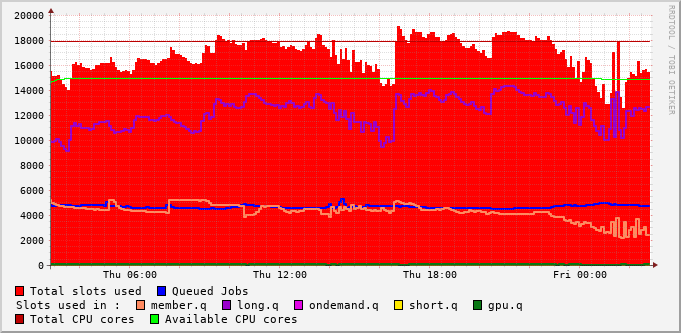 20000
18000
16000
14000
12000
10000
8000
6000
4000
2000
0
Thu 06:00 Thu 12:00 Thu 18:00 Fri 00:00
RRDTOOL / TOBI OETIKER
Total slots used Queued Jobs
Slots used in : member.q long.q ondemand.q short.q gpu.q
Total CPU cores Available CPU cores